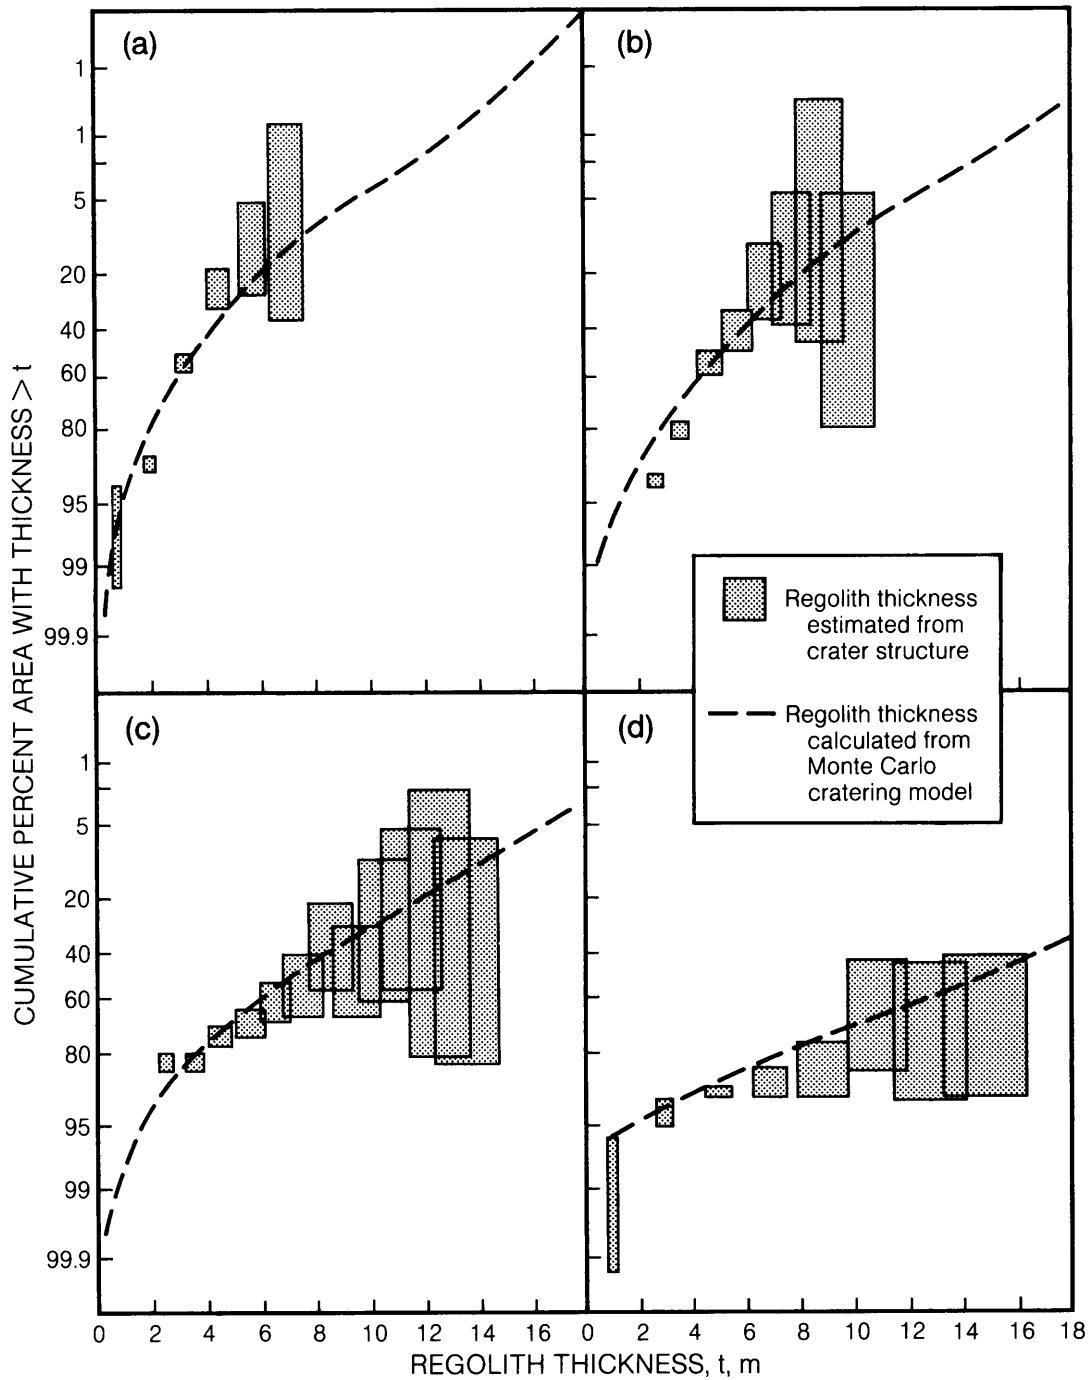 (a)
(b)
1
1
5
20
40
60
80
95
99
99.9
Regolith thickness
estimated from
crater structure
Regolith thickness
calculated from
Monte Carlo
cratering model
(c)
(d)
1
5
20
40
60
80
95
99
99.9
0 2 4 6 8 10 12 14 16 0 2 4 6 8 10 12 14 16 18
REGOLITH THICKNESS, t, m
CUMULATIVE PERCENT AREA WITH THICKNESS > t